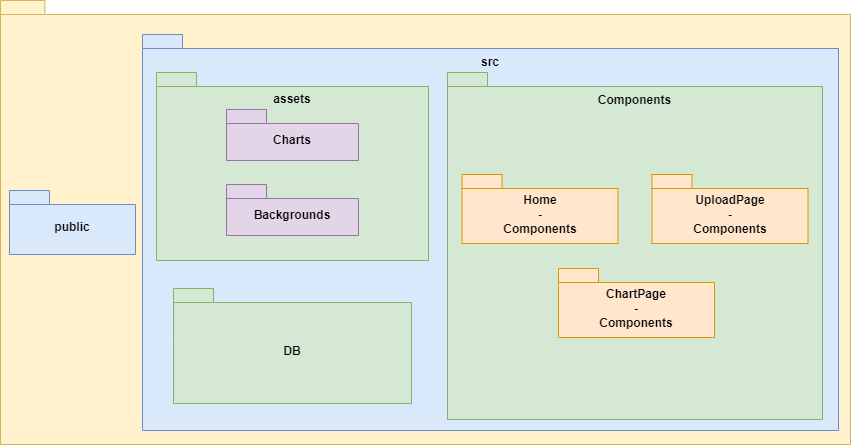 src
assets
Components
Charts
Backgrounds
public
Home
-
Components
UploadPage
-
Components
ChartPage
-
Components
DB